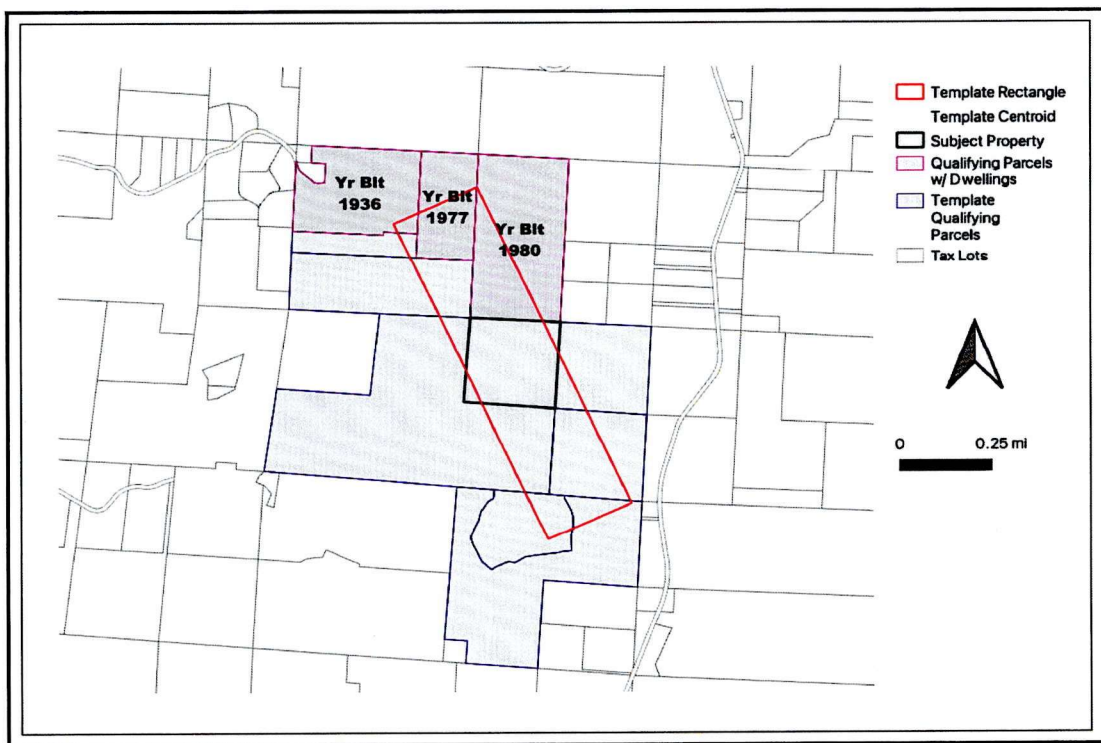 Yr Blt
1936
Yr Blt
1977
Yr Blt
1980
Template Rectangle
Template Centroid
Subject Property
Qualifying Parcels
w/ Dwellings
Template
Qualifying
Parcels
Tax Lots
0
0.25 mi